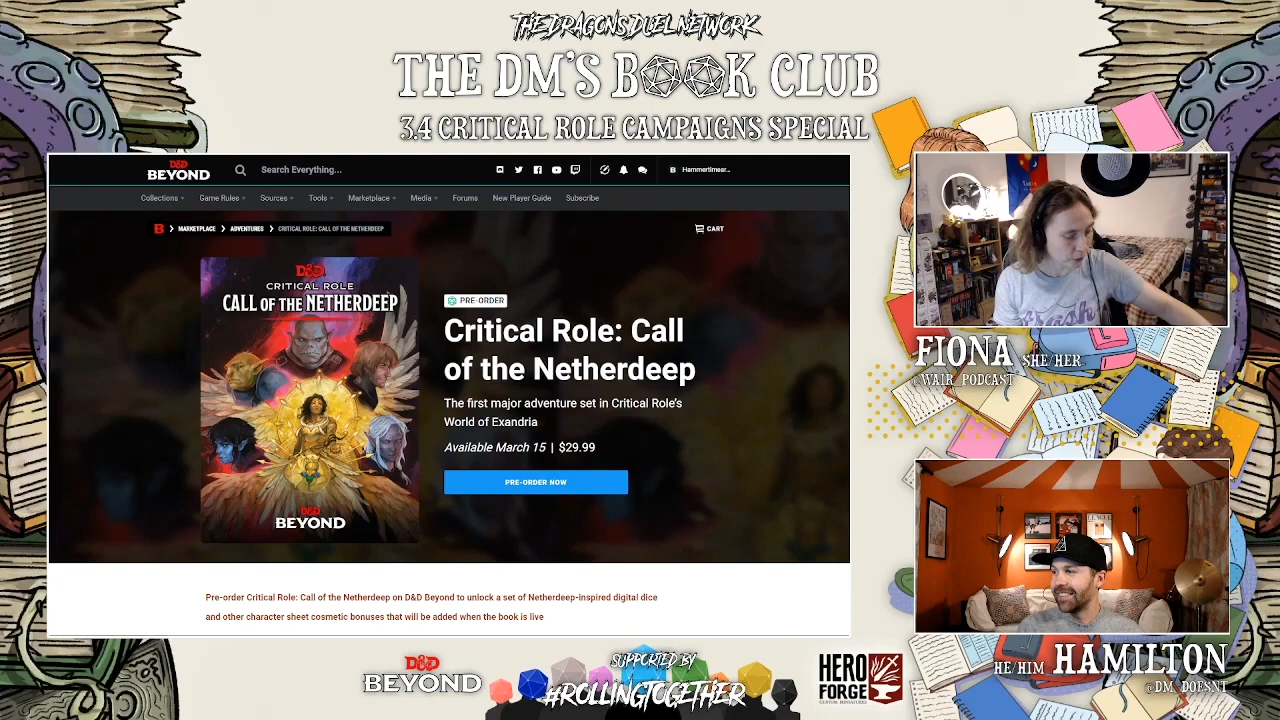 THE DRAGONS DUEL NETWORK
THE DM'S BOOK CLUB
3.4 CRITICAL ROLE CAMPAIGNS SPECIAL
D&D
BEYOND
Search Everything...
Hammertimear...
Collections
Game Rules
Sources
Tools
Marketplace
Media
Forums
New Player Guide
Subscribe
B
MARKETPLACE
ADVENTURES
CRITICAL ROLE: CALL OF THE NETHERDEEP
CART
D&D
CRITICAL ROLE
CALL OF THE NETHERDEEP
D&D
BEYOND
PRE-ORDER
Critical Role: Call
of the Netherdeep
The first major adventure set in Critical Role's
World of Exandria
Available March 15 | $29.99
PRE-ORDER NOW
Pre-order Critical Role: Call of the Netherdeep on D&D Beyond to unlock a set of Netherdeep-inspired digital dice
and other character sheet cosmetic bonuses that will be added when the book is live
FIONA SHE/HER
@WAIR_PODCAST
HE/HIM HAMILTON
@DM_DOESNT
D&D
BEYOND
SUPPORTED BY
#ROLLINGTOGETHER
HERO
FORGE
CUSTOM MINIATURES